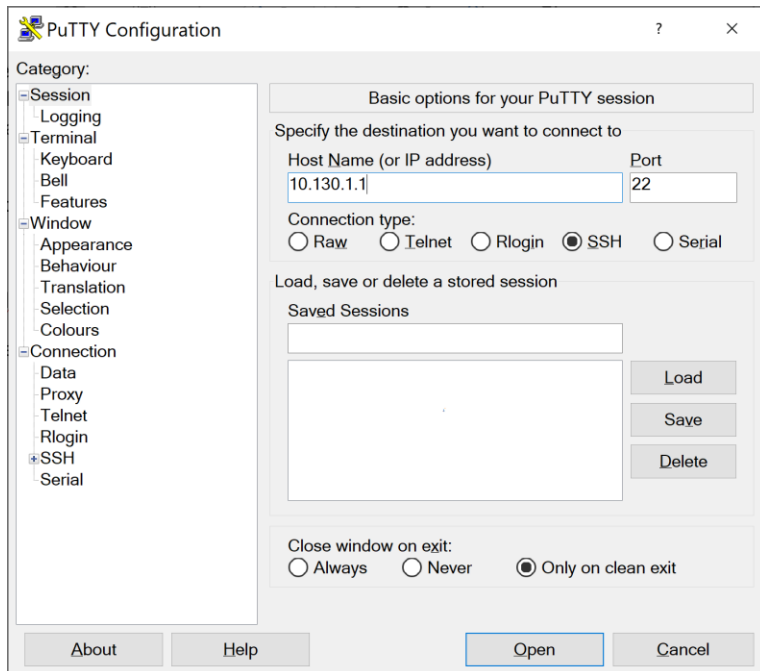 PuTTY Configuration
?
Category:
Session
Logging
Terminal
Keyboard
Bell
Features
Window
Appearance
Behaviour
Translation
Selection
Colours
Connection
Data
Proxy
Telnet
Rlogin
SSH
Serial
Basic options for your PuTTY session
Specify the destination you want to connect to
Host Name (or IP address) Port
10.130.1.1 22
Connection type:
Raw Telnet Rlogin SSH Serial
Load, save or delete a stored session
Saved Sessions
Load
Save
Delete
Close window on exit:
Always Never Only on clean exit
About Help Open Cancel